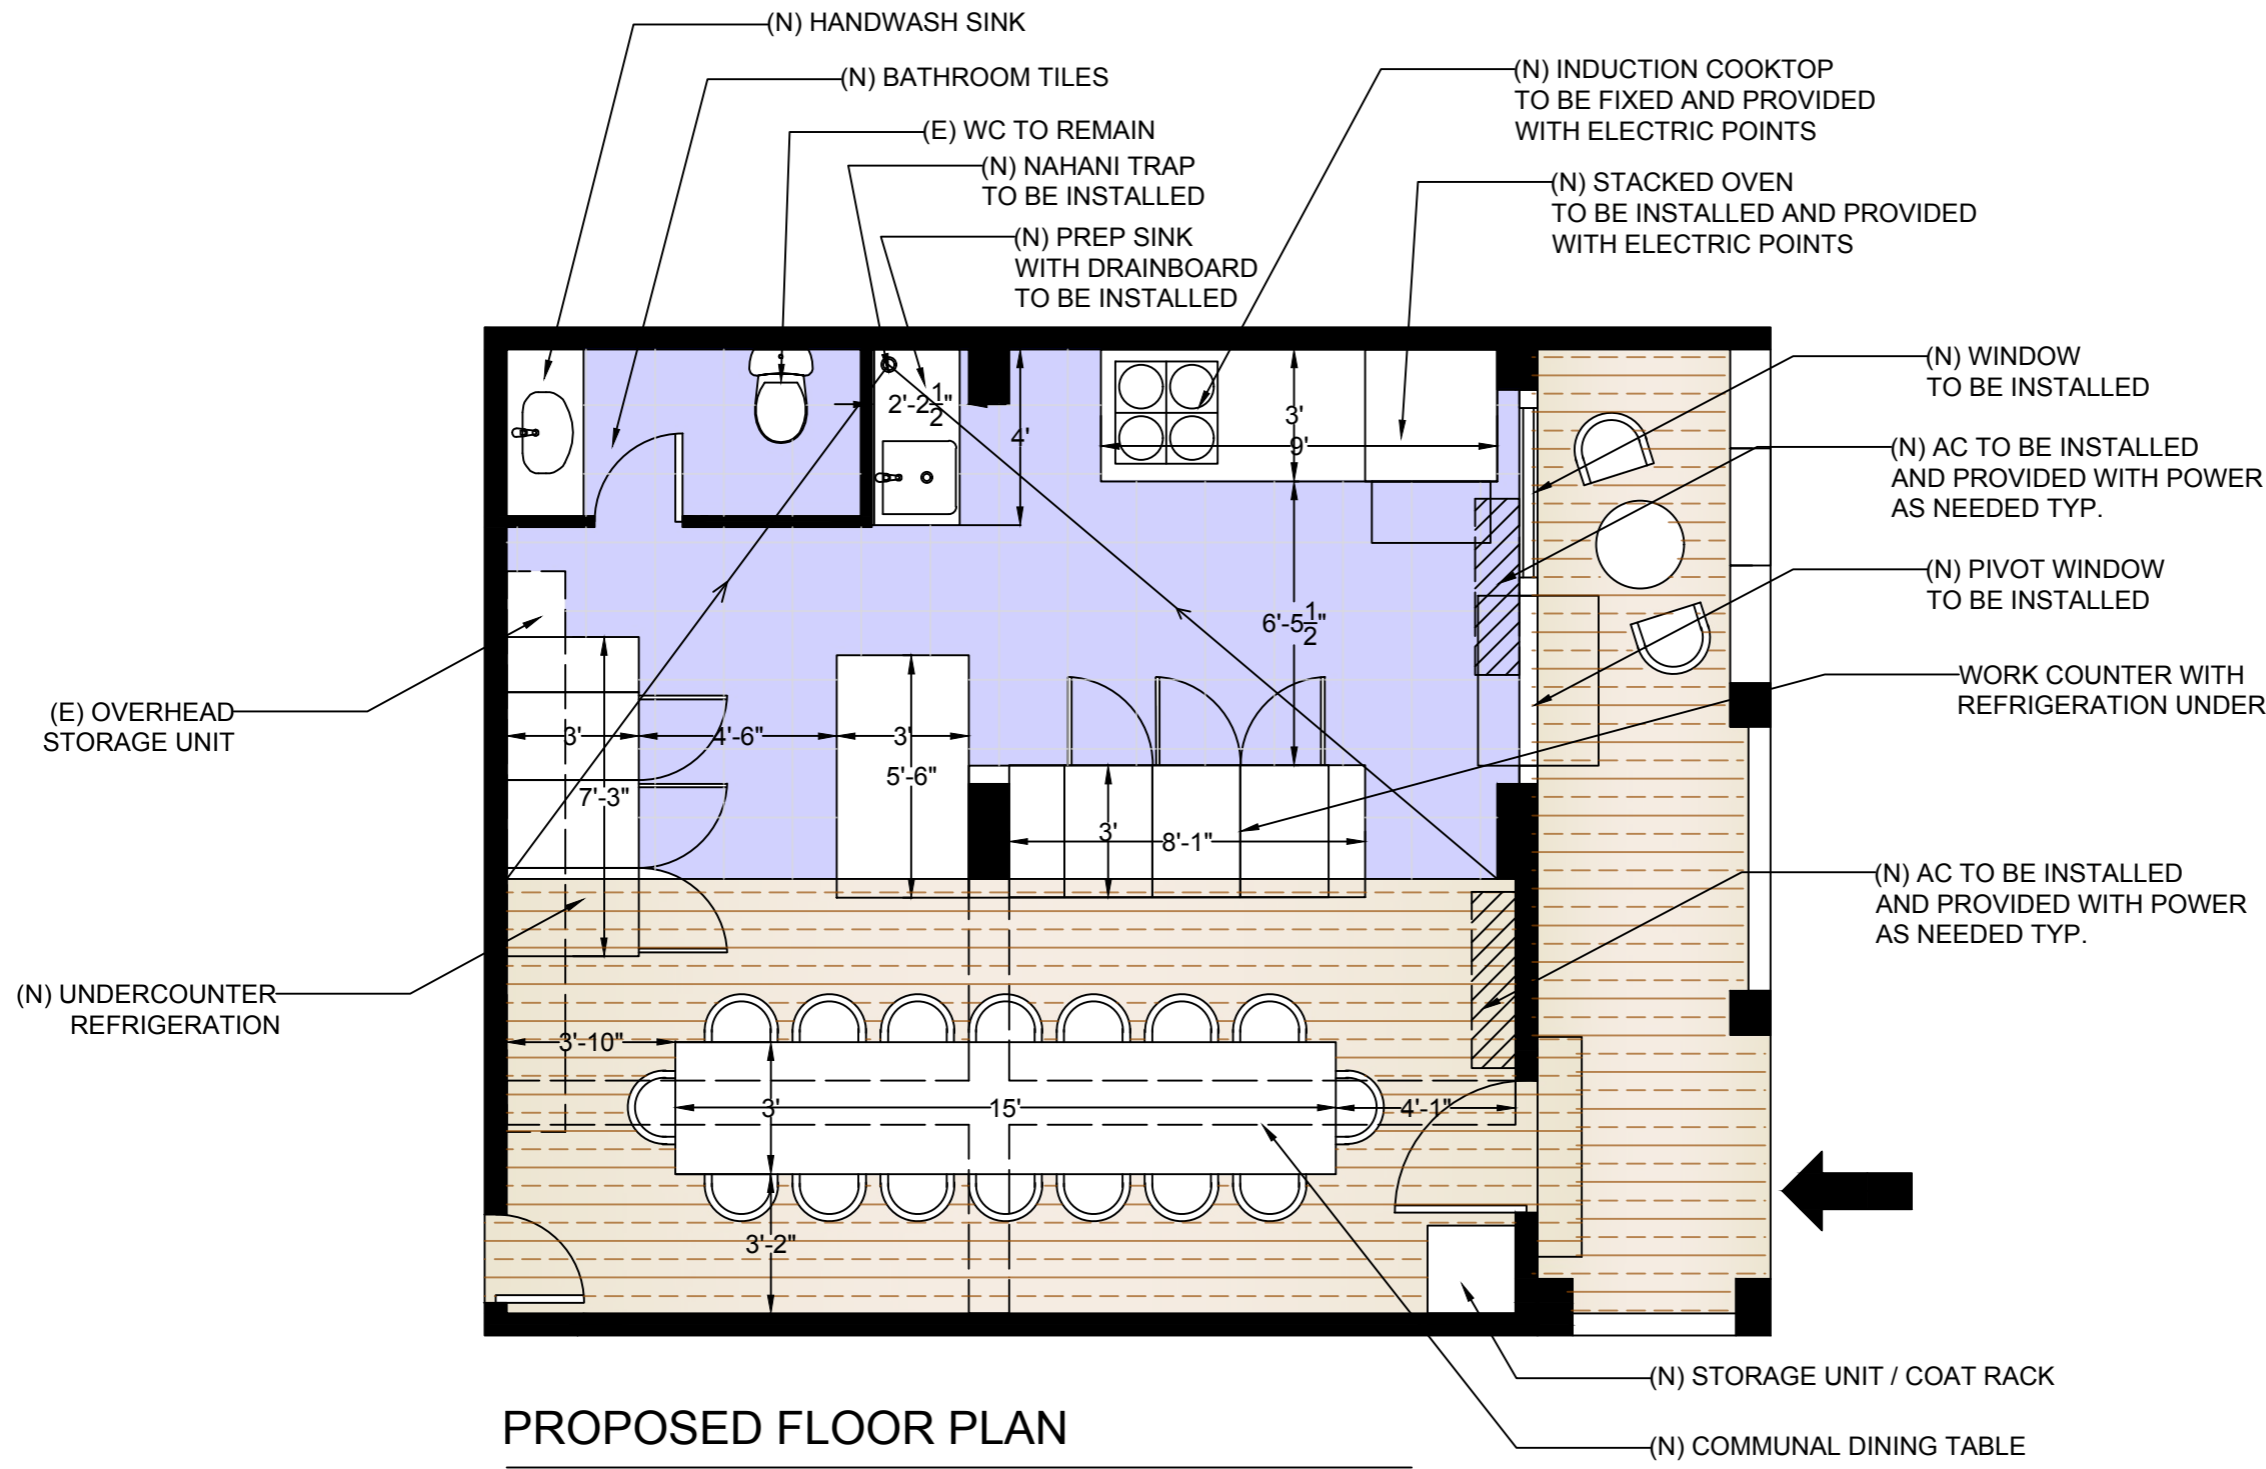 (N) HANDWASH SINK
(N) BATHROOM TILES
(E) WC TO REMAIN
(N) NAHANI TRAP
TO BE INSTALLED
(N) PREP SINK
WITH DRAINBOARD
TO BE INSTALLED
(N) INDUCTION COOKTOP
TO BE FIXED AND PROVIDED
WITH ELECTRIC POINTS
(N) STACKED OVEN
TO BE INSTALLED AND PROVIDED
WITH ELECTRIC POINTS
(N) WINDOW
TO BE INSTALLED
(N) AC TO BE INSTALLED
AND PROVIDED WITH POWER
AS NEEDED TYP.
(N) PIVOT WINDOW
TO BE INSTALLED
WORK COUNTER WITH
REFRIGERATION UNDER
(N) AC TO BE INSTALLED
AND PROVIDED WITH POWER
AS NEEDED TYP.
(E) OVERHEAD
STORAGE UNIT
(N) UNDERCOUNTER
REFRIGERATION
2'-2 1/2"
4'
3'
9'
6'-5 1/2"
3'
4'-6"
3'
5'-6"
7'-3"
3'
8'-1"
3'-10"
3'
15'
4'-1"
3'-2"
(N) STORAGE UNIT / COAT RACK
(N) COMMUNAL DINING TABLE
PROPOSED FLOOR PLAN